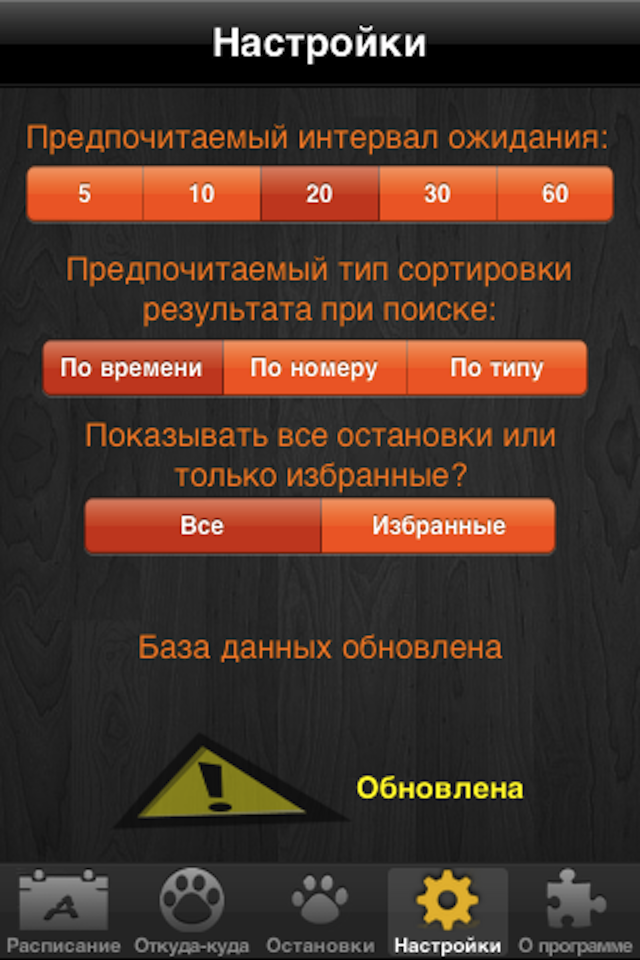 Настройки
Предпочитаемый интервал ожидания:
5 10 20 30 60
Предпочитаемый тип сортировки
результата при поиске:
По времени По номеру По типу
Показывать все остановки или
только избранные?
Все Избранные
База данных обновлена
!
Обновлена
А
Расписание Откуда-куда Остановки Настройки О программе